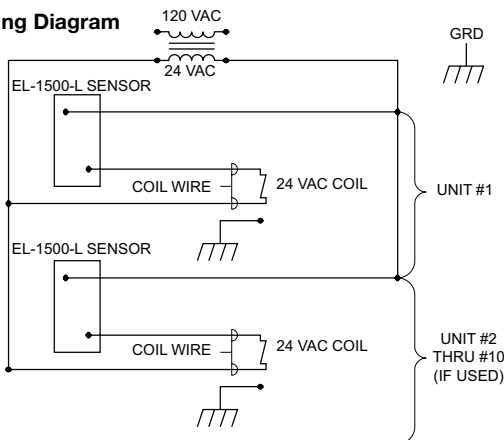 ng Diagram
120 VAC
24 VAC
GRD
EL-1500-L SENSOR
COIL WIRE
24 VAC COIL
UNIT #1
EL-1500-L SENSOR
COIL WIRE
24 VAC COIL
UNIT #2
THRU #10
(IF USED)